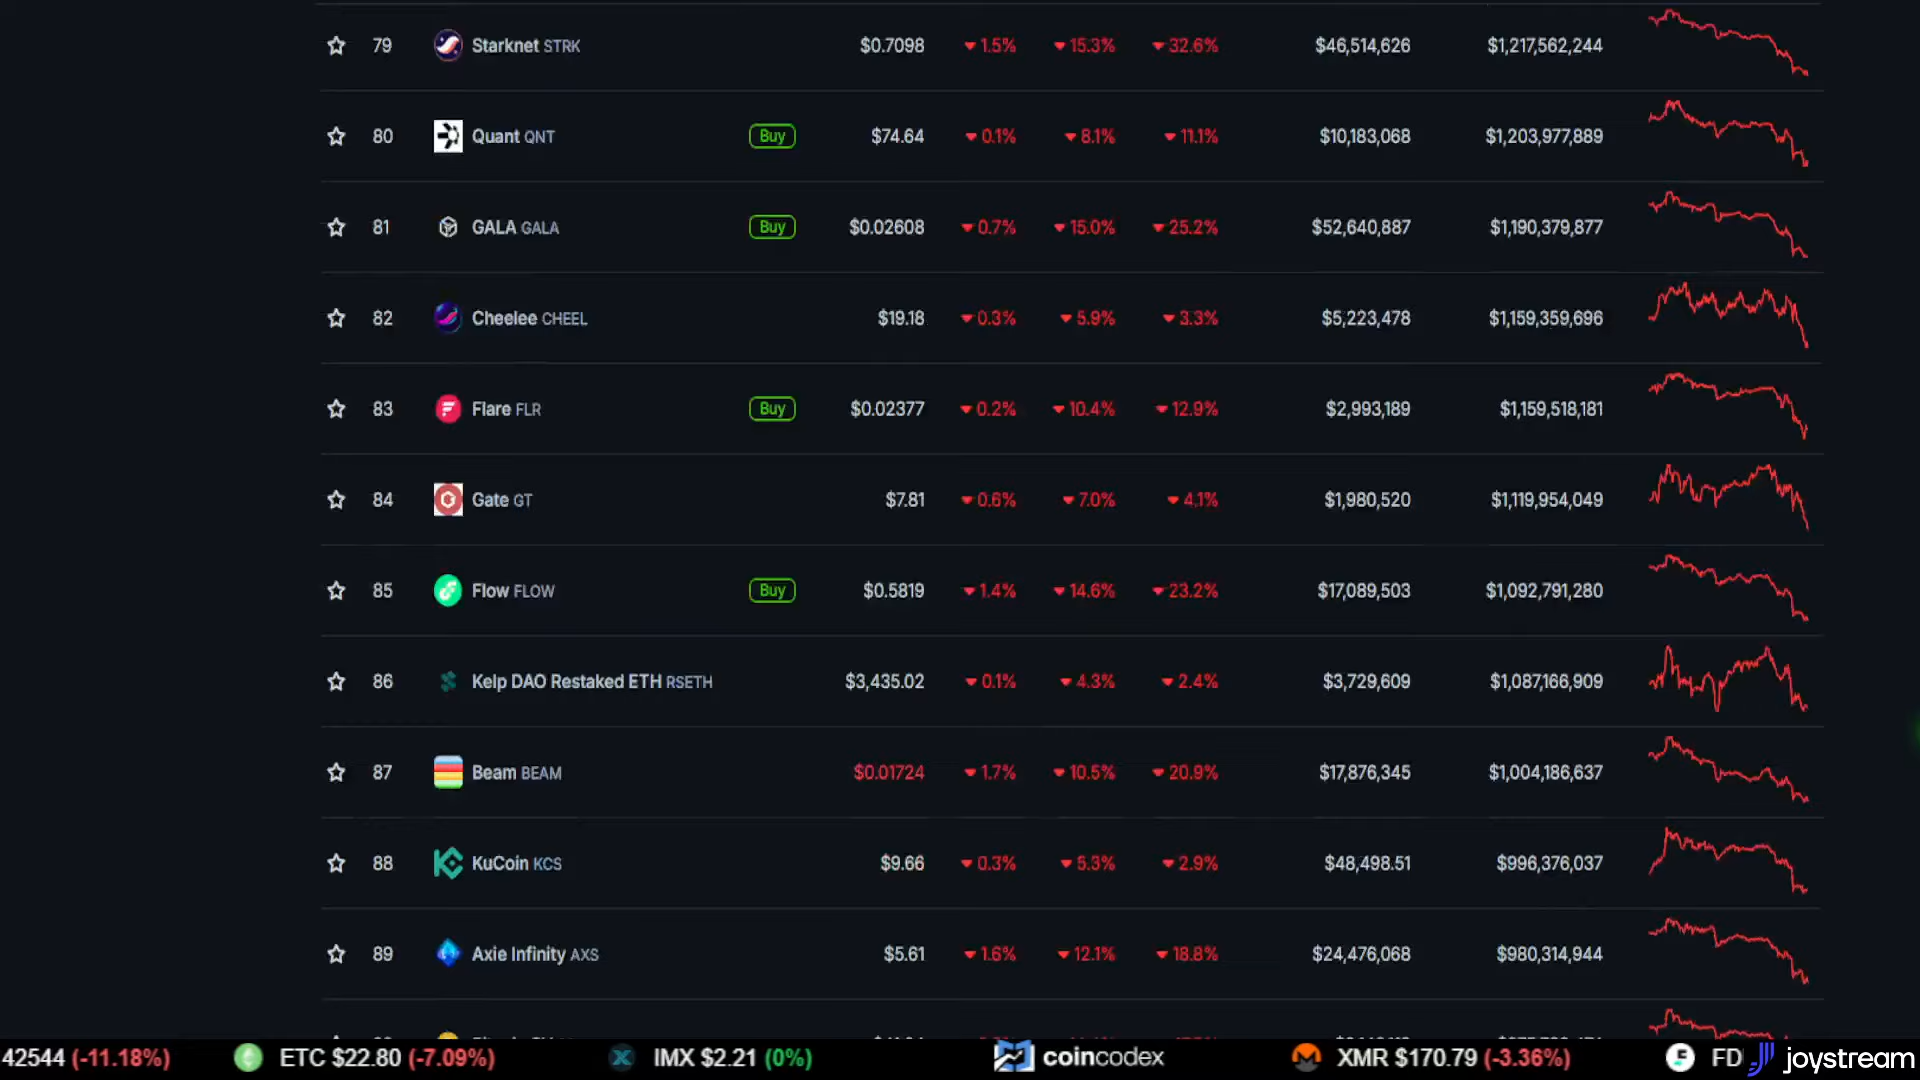 79 Starknet STRK $0.7098 1.5% 15.3% 32.6% $46,514,626 $1,217,562,244
80 Quant QNT Buy $74.64 0.1% 8.1% 11.1% $10,183,068 $1,203,977,889
81 GALA GALA Buy $0.02608 0.7% 15.0% 25.2% $52,640,887 $1,190,379,877
82 Cheelee CHEEL $19.18 0.3% 5.9% 3.3% $5,223,478 $1,159,359,696
83 Flare FLR Buy $0.02377 0.2% 10.4% 12.9% $2,993,189 $1,159,518,181
84 Gate GT $7.81 0.6% 7.0% 4.1% $1,980,520 $1,119,954,049
85 Flow FLOW Buy $0.5819 1.4% 14.6% 23.2% $17,089,503 $1,092,791,280
86 Kelp DAO Restaked ETH RSETH $3,435.02 0.1% 4.3% 2.4% $3,729,609 $1,087,166,909
87 Beam BEAM $0.01724 1.7% 10.5% 20.9% $17,876,345 $1,004,186,637
88 KuCoin KCS $9.66 0.3% 5.3% 2.9% $48,498.51 $996,376,037
89 Axie Infinity AXS $5.61 1.6% 12.1% 18.8% $24,476,068 $980,314,944
42544 (-11.18%) ETC $22.80 (-7.09%) IMX $2.21 (0%) coincodex XMR $170.79 (-3.36%) FD joystream